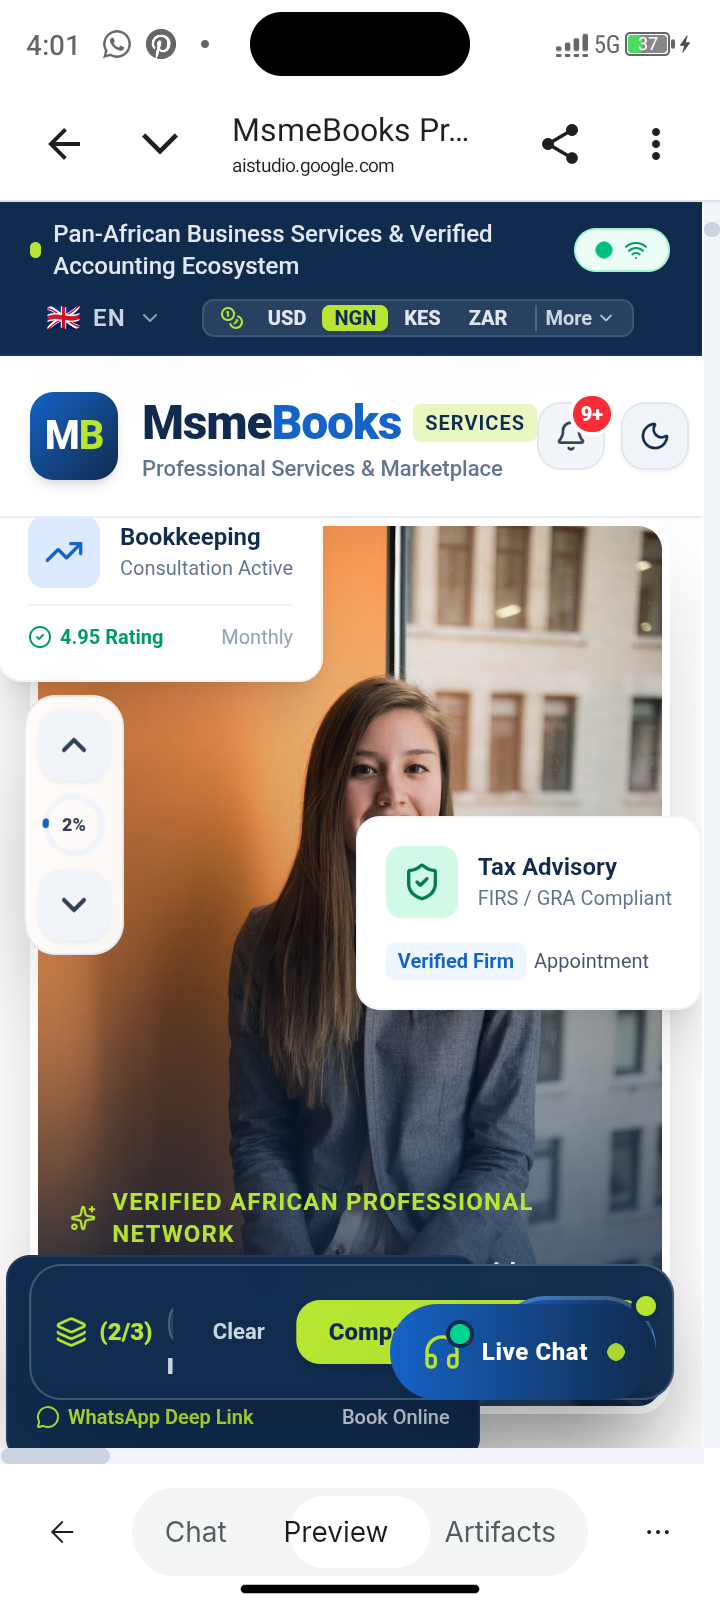 4:01
5G
37
MsmeBooks Pr...
aistudio.google.com
Pan-African Business Services & Verified
Accounting Ecosystem
EN
USD NGN KES ZAR More
MB
MsmeBooks SERVICES
9+
Professional Services & Marketplace
Bookkeeping
Consultation Active
4.95 Rating Monthly
2%
Tax Advisory
FIRS / GRA Compliant
Verified Firm Appointment
VERIFIED AFRICAN PROFESSIONAL
NETWORK
(2/3) Clear
Live Chat
WhatsApp Deep Link Book Online
Chat Preview Artifacts